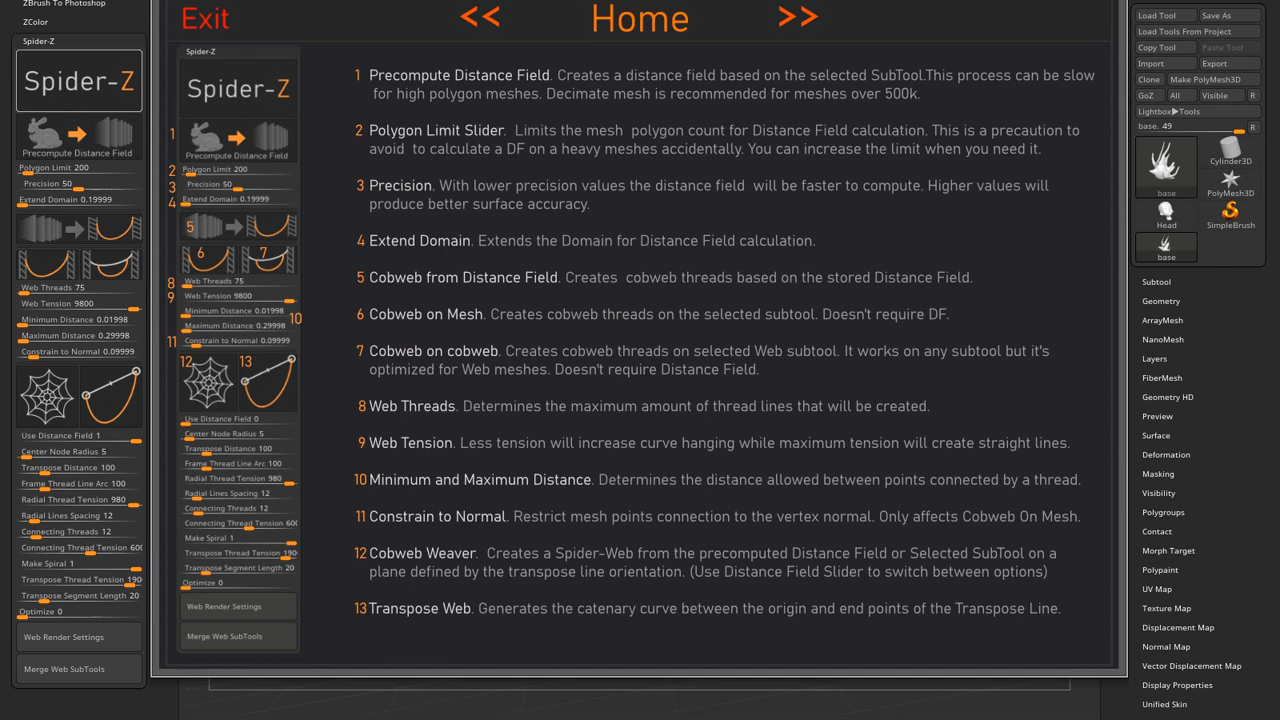 ZBrush To Photoshop
ZColor
Spider-Z
Spider-Z
Precompute Distance Field
Polygon Limit 200
Precision 50
Extend Domain 0.19999
Web Threads 75
Web Tension 9800
Minimum Distance 0.01998
Maximum Distance 0.29998
Constrain to Normal 0.09999
Use Distance Field 1
Center Node Radius 5
Transpose Distance 100
Frame Thread Line Arc 100
Radial Thread Tension 980
Radial Lines Spacing 12
Connecting Threads 12
Connecting Thread Tension 600
Make Spiral 1
Transpose Thread Tension 190
Transpose Segment Length 20
Optimize 0
Web Render Settings
Merge Web SubTools
Exit
<<
Home
>>
Spider-Z
Spider-Z
1
Precompute Distance Field
2 Polygon Limit 200
3 Precision 50
4 Extend Domain 0.19999
5
6 7
8 Web Threads 75
9 Web Tension 9800
Minimum Distance 0.01998
10
Maximum Distance 0.29998
11 Constrain to Normal 0.09999
12 13
Use Distance Field 0
Center Node Radius 5
Transpose Distance 100
Frame Thread Line Arc 100
Radial Thread Tension 980
Radial Lines Spacing 12
Connecting Threads 12
Connecting Thread Tension 600
Make Spiral 1
Transpose Thread Tension 190
Transpose Segment Length 20
Optimize 0
Web Render Settings
Merge Web SubTools
1 Precompute Distance Field. Creates a distance field based on the selected SubTool.This process can be slow
for high polygon meshes. Decimate mesh is recommended for meshes over 500k.
2 Polygon Limit Slider. Limits the mesh polygon count for Distance Field calculation. This is a precaution to
avoid to calculate a DF on a heavy meshes accidentally. You can increase the limit when you need it.
3 Precision. With lower precision values the distance field will be faster to compute. Higher values will
produce better surface accuracy.
4 Extend Domain. Extends the Domain for Distance Field calculation.
5 Cobweb from Distance Field. Creates cobweb threads based on the stored Distance Field.
6 Cobweb on Mesh. Creates cobweb threads on the selected subtool. Doesn't require DF.
7 Cobweb on cobweb. Creates cobweb threads on selected Web subtool. It works on any subtool but it's
optimized for Web meshes. Doesn't require Distance Field.
8 Web Threads. Determines the maximum amount of thread lines that will be created.
9 Web Tension. Less tension will increase curve hanging while maximum tension will create straight lines.
10 Minimum and Maximum Distance. Determines the distance allowed between points connected by a thread.
11 Constrain to Normal. Restrict mesh points connection to the vertex normal. Only affects Cobweb On Mesh.
12 Cobweb Weaver. Creates a Spider-Web from the precomputed Distance Field or Selected SubTool on a
plane defined by the transpose line orientation. (Use Distance Field Slider to switch between options)
13 Transpose Web. Generates the catenary curve between the origin and end points of the Transpose Line.
Load Tool Save As
Load Tools From Project
Copy Tool Paste Tool
Import Export
Clone Make PolyMesh3D
GoZ All Visible R
Lightbox▶Tools
base. 49 R
base
Cylinder3D
PolyMesh3D
Head SimpleBrush
base
Subtool
Geometry
ArrayMesh
NanoMesh
Layers
FiberMesh
Geometry HD
Preview
Surface
Deformation
Masking
Visibility
Polygroups
Contact
Morph Target
Polypaint
UV Map
Texture Map
Displacement Map
Normal Map
Vector Displacement Map
Display Properties
Unified Skin